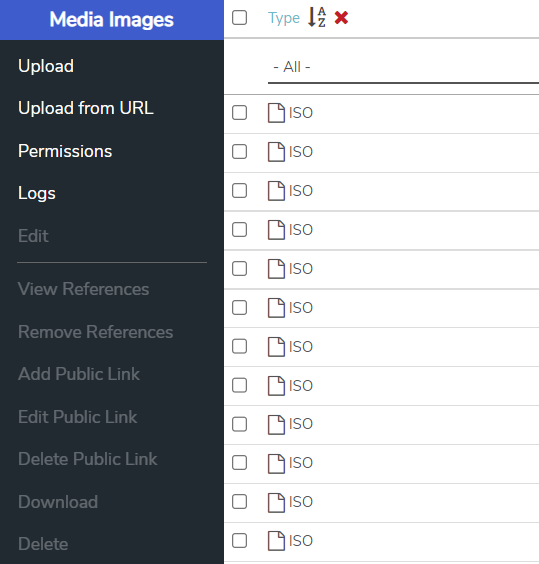 Media Images
Upload
Upload from URL
Permissions
Logs
Edit
View References
Remove References
Add Public Link
Edit Public Link
Delete Public Link
Download
Delete
Type AZ
- All -
ISO
ISO
ISO
ISO
ISO
ISO
ISO
ISO
ISO
ISO
ISO
ISO